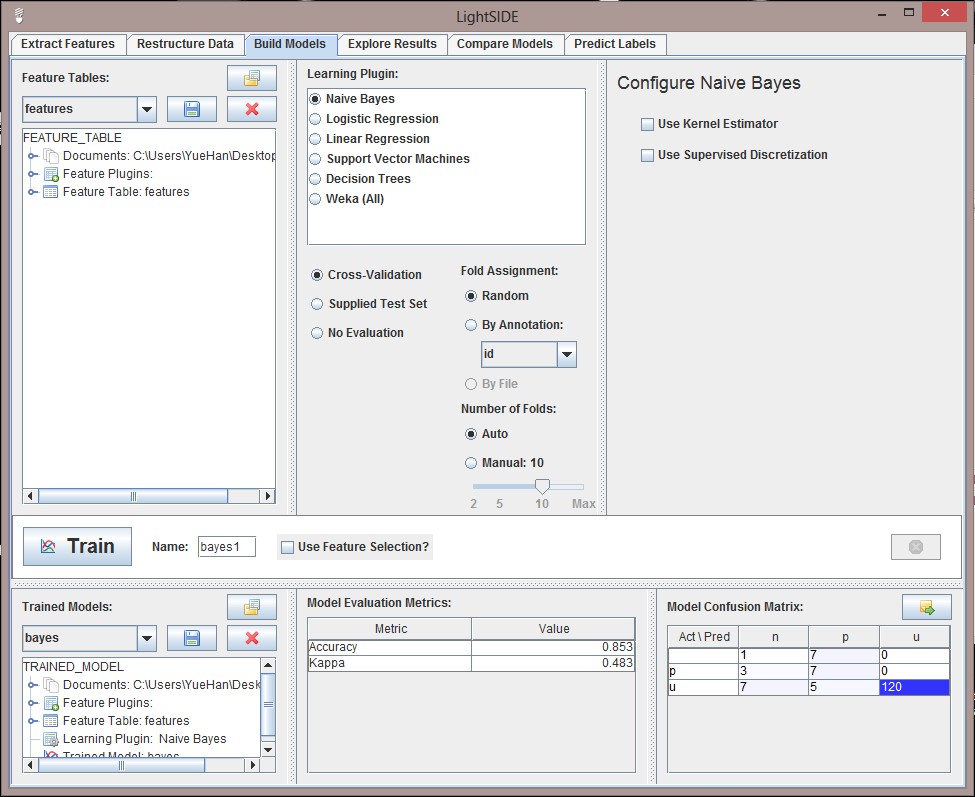 LightSIDE
Extract Features
Restructure Data
Build Models
Explore Results
Compare Models
Predict Labels
Feature Tables:
features
FEATURE_TABLE
Documents: C:\Users\YueHan\Desktop
Feature Plugins:
Feature Table: features
Learning Plugin:
Naive Bayes
Logistic Regression
Linear Regression
Support Vector Machines
Decision Trees
Weka (All)
Cross-Validation
Supplied Test Set
No Evaluation
Fold Assignment:
Random
By Annotation:
id
By File
Number of Folds:
Auto
Manual: 10
2 5 10 Max
Configure Naive Bayes
Use Kernel Estimator
Use Supervised Discretization
Train
Name: bayes1
Use Feature Selection?
Trained Models:
bayes
TRAINED_MODEL
Documents: C:\Users\YueHan\Desk
Feature Plugins:
Feature Table: features
Learning Plugin: Naive Bayes
Trained Model: bayes
Model Evaluation Metrics:
Metric Value
Accuracy 0.853
Kappa 0.483
Model Confusion Matrix:
Act \ Pred n p u
1 7 0
p 3 7 0
u 7 5 120